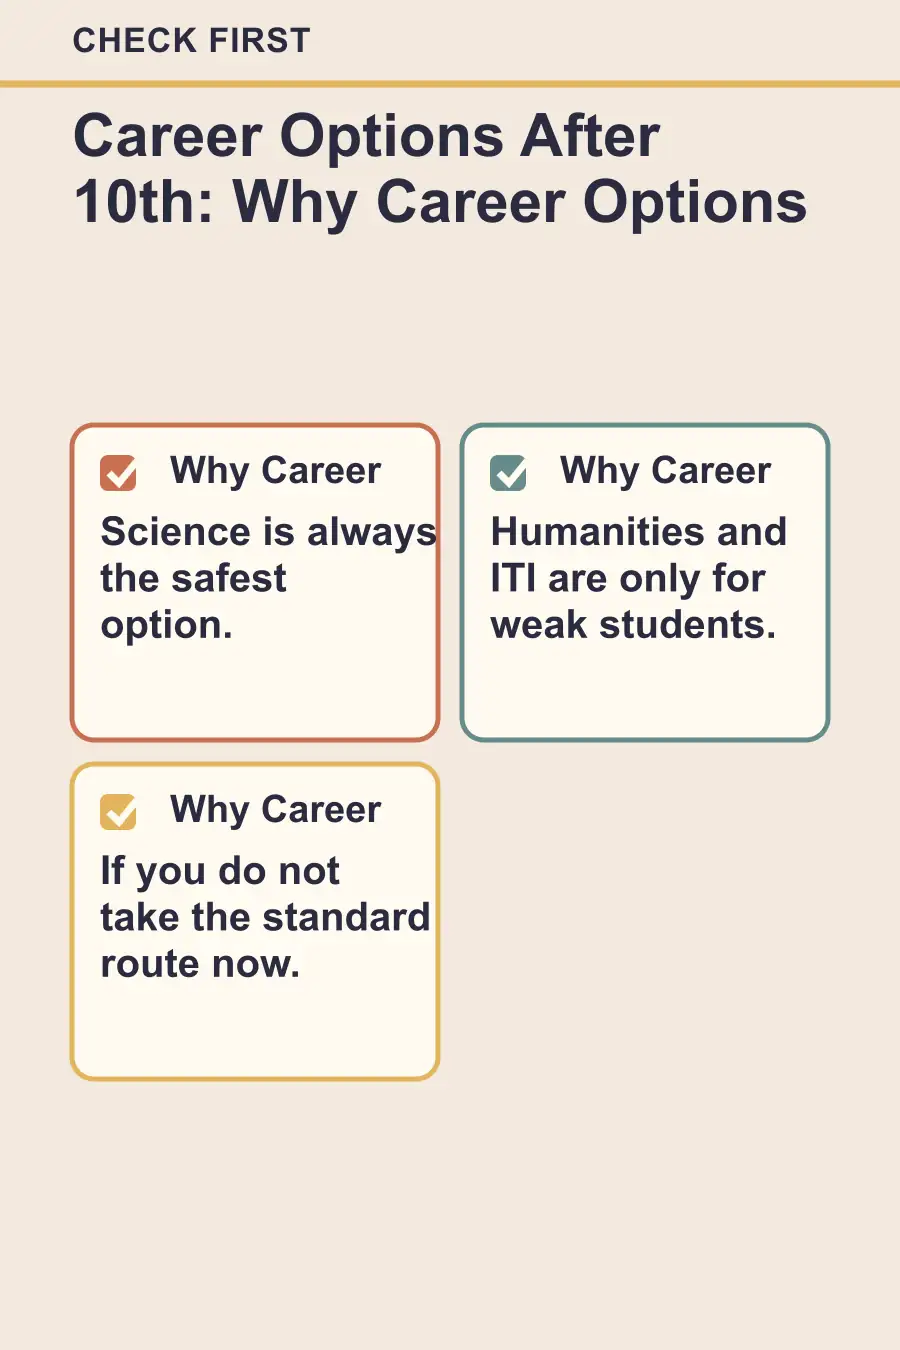 CHECK FIRST
Career Options After
10th: Why Career Options
Why Career
Science is always
the safest
option.
Why Career
Humanities and
ITI are only for
weak students.
Why Career
If you do not
take the standard
route now.